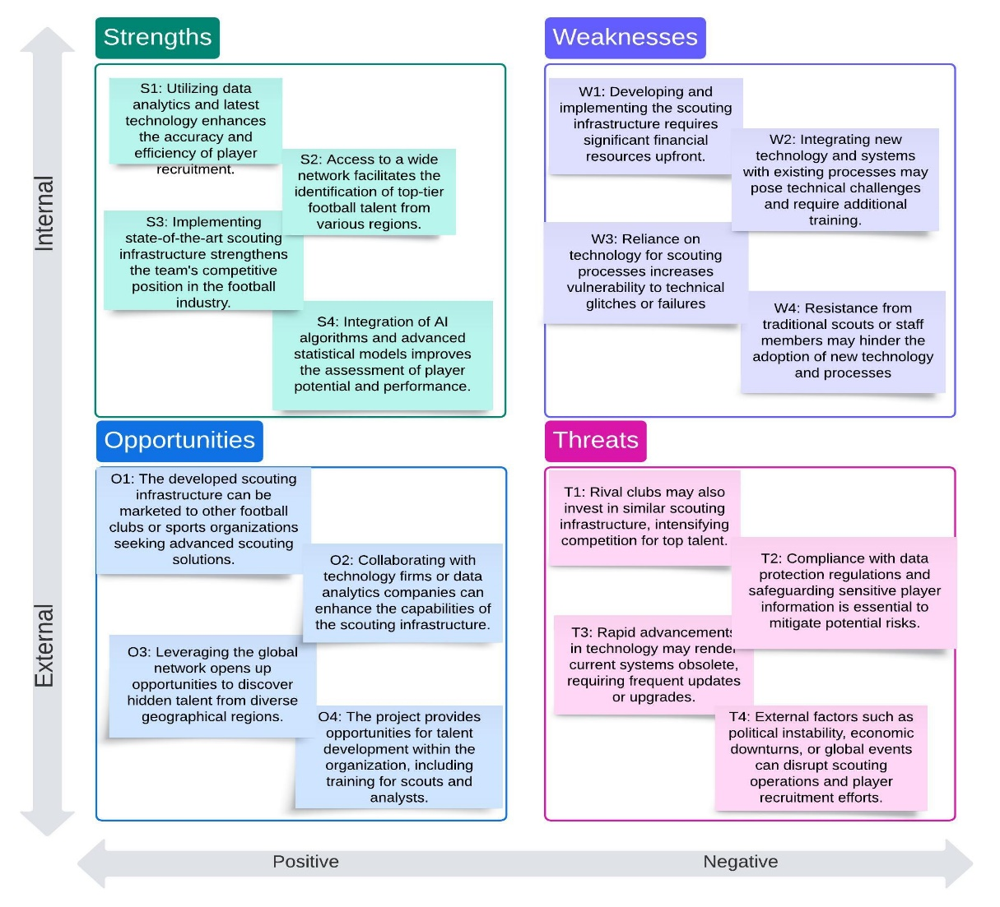 Strengths
S1: Utilizing data
analytics and latest
technology enhances
the accuracy and
efficiency of player
recruitment.
S2: Access to a wide
network facilitates the
identification of top-tier
football talent from
various regions.
S3: Implementing
state-of-the-art scouting
infrastructure strengthens
the team's competitive
position in the football
industry.
S4: Integration of AI
algorithms and advanced
statistical models improves
the assessment of player
potential and performance.
Weaknesses
W1: Developing and
implementing the scouting
infrastructure requires
significant financial
resources upfront.
W2: Integrating new
technology and systems
with existing processes may
pose technical challenges
and require additional
training.
W3: Reliance on
technology for scouting
processes increases
vulnerability to technical
glitches or failures
W4: Resistance from
traditional scouts or staff
members may hinder the
adoption of new technology
and processes
Internal
Opportunities
O1: The developed scouting
infrastructure can be
marketed to other football
clubs or sports organizations
seeking advanced scouting
solutions.
O2: Collaborating with
technology firms or data
analytics companies can
enhance the capabilities of
the scouting infrastructure.
O3: Leveraging the global
network opens up
opportunities to discover
hidden talent from diverse
geographical regions.
O4: The project provides
opportunities for talent
development within the
organization, including
training for scouts and
analysts.
Threats
T1: Rival clubs may also
invest in similar scouting
infrastructure, intensifying
competition for top talent.
T2: Compliance with data
protection regulations and
safeguarding sensitive player
information is essential to
mitigate potential risks.
T3: Rapid advancements
in technology may render
current systems obsolete,
requiring frequent updates
or upgrades.
T4: External factors such as
political instability, economic
downturns, or global events
can disrupt scouting
operations and player
recruitment efforts.
External
Positive
Negative